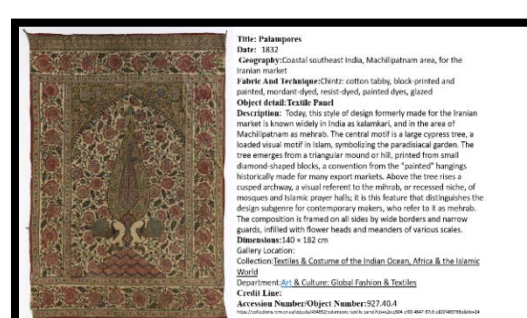 Title: Palampores
Date: 1832
Geography:Coastal southeast India, Machilipatnam area, for the
Iranian market
Fabric And Technique:Chintz: cotton tabby, block-printed and
painted, mordant-dyed, resist-dyed, painted dyes, glazed
Object detail:Textile Panel
Description: Today, this style of design formerly made for the Iranian
market is known widely in India as kalamkari, and in the area of
Machilipatnam as mehrab. The central motif is a large cypress tree, a
loaded visual motif in Islam, symbolizing the paradisiacal garden. The
tree emerges from a triangular mound or hill, printed from small
diamond-shaped blocks, a convention from the "painted" hangings
historically made for many export markets. Above the tree rises a
cusped archway, a visual referent to the mihrab, or recessed niche, of
mosques and Islamic prayer halls; it is this feature that distinguishes the
design subgenre for contemporary makers, who refer to it as mehrab.
The composition is framed on all sides by wide borders and narrow
guards, infilled with flower heads and meanders of various scales.
Dimensions:140 × 182 cm
Gallery Location:
Collection:Textiles & Costume of the Indian Ocean, Africa & the Islamic
World
Department:Art & Culture: Global Fashion & Textiles
Credit Line:
Accession Number/Object Number:927.40.4